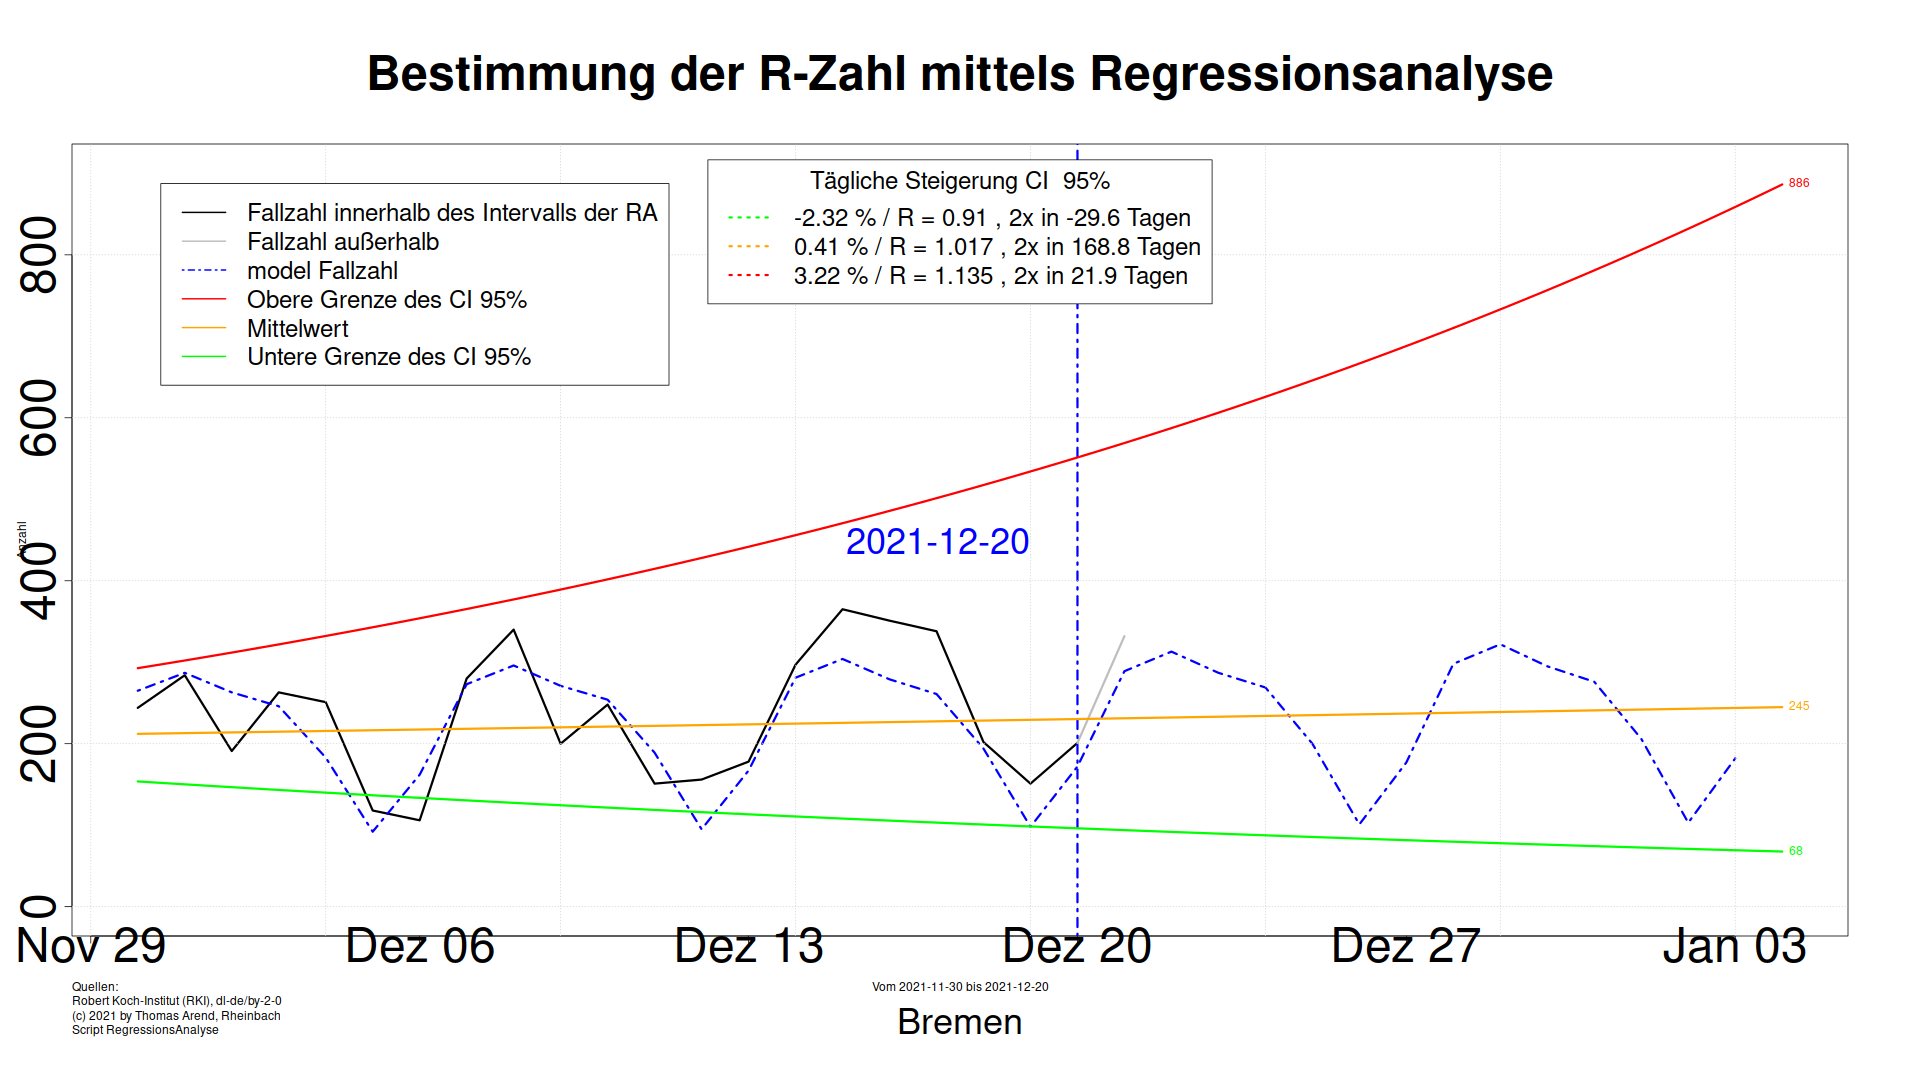 Bestimmung der R-Zahl mittels Regressionsanalyse
Fallzahl innerhalb des Intervalls der RA
Fallzahl außerhalb
model Fallzahl
Obere Grenze des CI 95%
Mittelwert
Untere Grenze des CI 95%
Tägliche Steigerung CI 95%
-2.32 % / R = 0.91 , 2x in -29.6 Tagen
0.41 % / R = 1.017 , 2x in 168.8 Tagen
3.22 % / R = 1.135 , 2x in 21.9 Tagen
886
245
68
2021-12-20
Anzahl
800
600
400
200
0
Nov 29
Dez 06
Dez 13
Dez 20
Dez 27
Jan 03
Quellen:
Robert Koch-Institut (RKI), dl-de/by-2-0
(c) 2021 by Thomas Arend, Rheinbach
Script RegressionsAnalyse
Vom 2021-11-30 bis 2021-12-20
Bremen